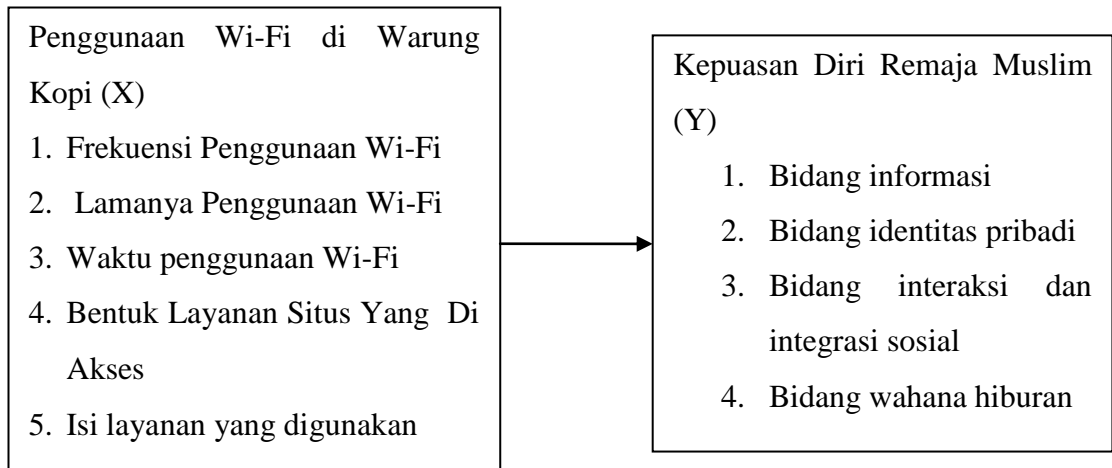 Penggunaan Wi-Fi di Warung
Kopi (X)
1. Frekuensi Penggunaan Wi-Fi
2. Lamanya Penggunaan Wi-Fi
3. Waktu penggunaan Wi-Fi
4. Bentuk Layanan Situs Yang Di
Akses
5. Isi layanan yang digunakan
Kepuasan Diri Remaja Muslim
(Y)
1. Bidang informasi
2. Bidang identitas pribadi
3. Bidang interaksi dan
integrasi sosial
4. Bidang wahana hiburan